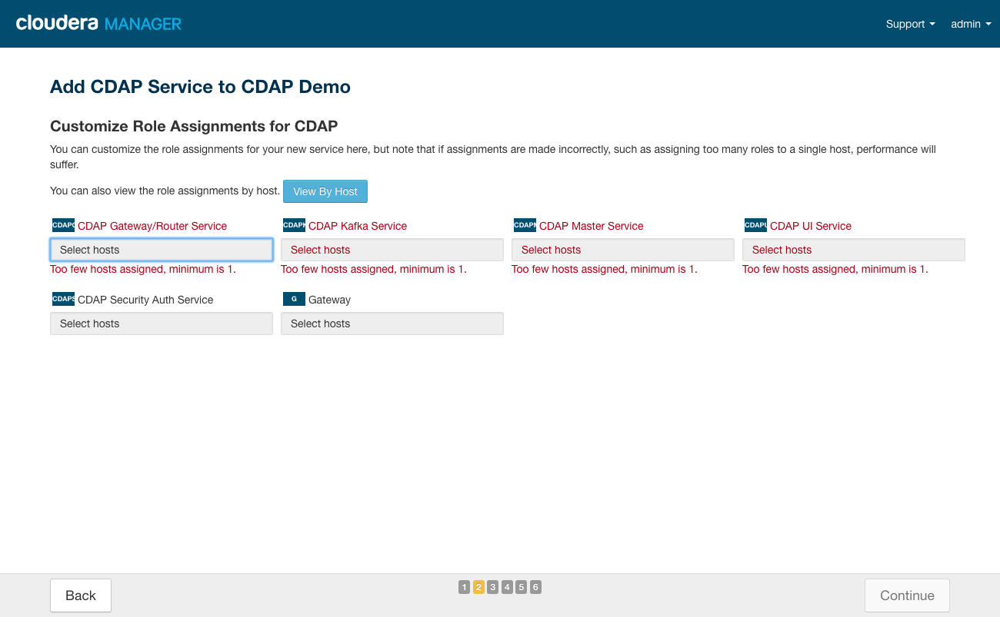 cloudera MANAGER
Support admin
Add CDAP Service to CDAP Demo
Customize Role Assignments for CDAP
You can customize the role assignments for your new service here, but note that if assignments are made incorrectly, such as assigning too many roles to a single host, performance will
suffer.
You can also view the role assignments by host. View By Host
CDAPG CDAP Gateway/Router Service
Select hosts
Too few hosts assigned, minimum is 1.
CDAPK CDAP Kafka Service
Select hosts
Too few hosts assigned, minimum is 1.
CDAPM CDAP Master Service
Select hosts
Too few hosts assigned, minimum is 1.
CDAPU CDAP UI Service
Select hosts
Too few hosts assigned, minimum is 1.
CDAPS CDAP Security Auth Service
Select hosts
G Gateway
Select hosts
Back
1 2 3 4 5 6
Continue